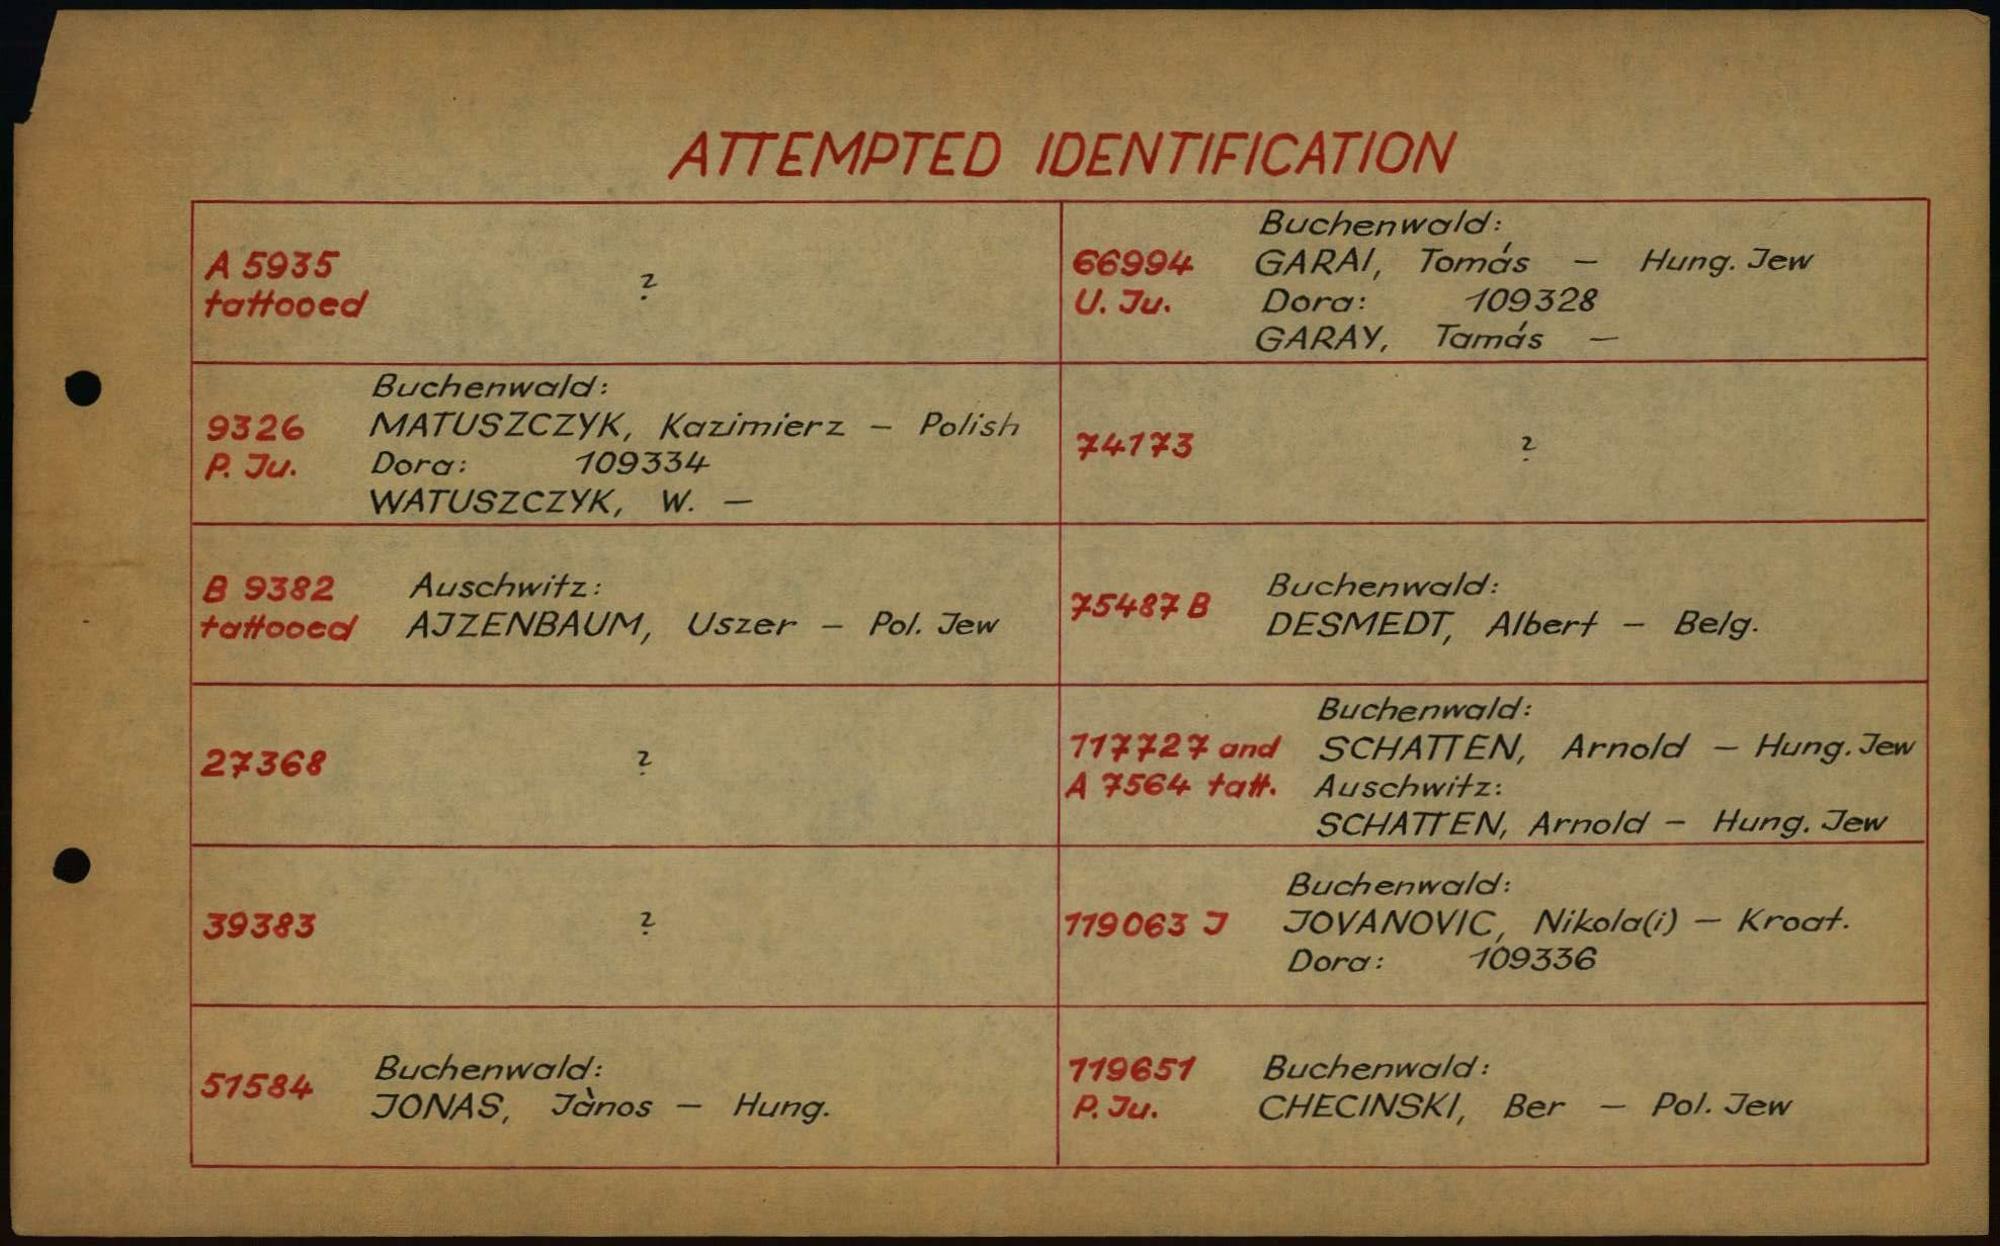 ATTEMPTED IDENTIFICATION
A 5935
tattooed
?
66994
U. Ju.
Buchenwald:
GARAI, Tomás — Hung. Jew
Dora: 109328
GARAY, Tamás —
9326
P. Ju.
Buchenwald:
MATUSZCZYK, Kazimierz — Polish
Dora: 109334
WATUSZCZYK, W. —
74173
?
B 9382
tattooed
Auschwitz:
AJZENBAUM, Uszer — Pol. Jew
75487 B
Buchenwald:
DESMEDT, Albert — Belg.
27368
?
117727 and
A 7564 tatt.
Buchenwald:
SCHATTEN, Arnold — Hung. Jew
Auschwitz:
SCHATTEN, Arnold — Hung. Jew
39383
?
119063 J
Buchenwald:
JOVANOVIC, Nikola(i) — Kroat.
Dora: 109336
51584
Buchenwald:
JONAS, Jànos — Hung.
119651
P. Ju.
Buchenwald:
CHECINSKI, Ber — Pol. Jew